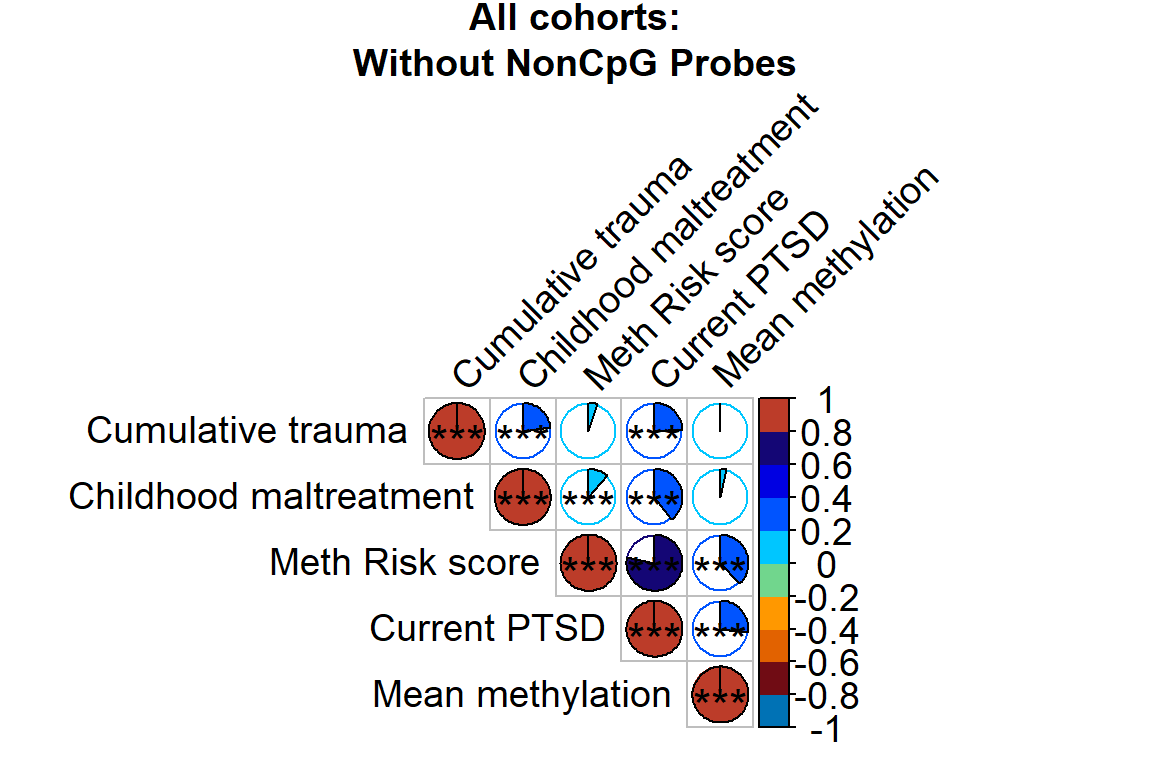 All cohorts:
Without NonCpG Probes
Cumulative trauma
Childhood maltreatment
Meth Risk score
Current PTSD
Mean methylation
Cumulative trauma
*** *** ***
Childhood maltreatment
*** *** ***
Meth Risk score
*** *** ***
Current PTSD
*** ***
Mean methylation
***
1
0.8
0.6
0.4
0.2
0
-0.2
-0.4
-0.6
-0.8
-1